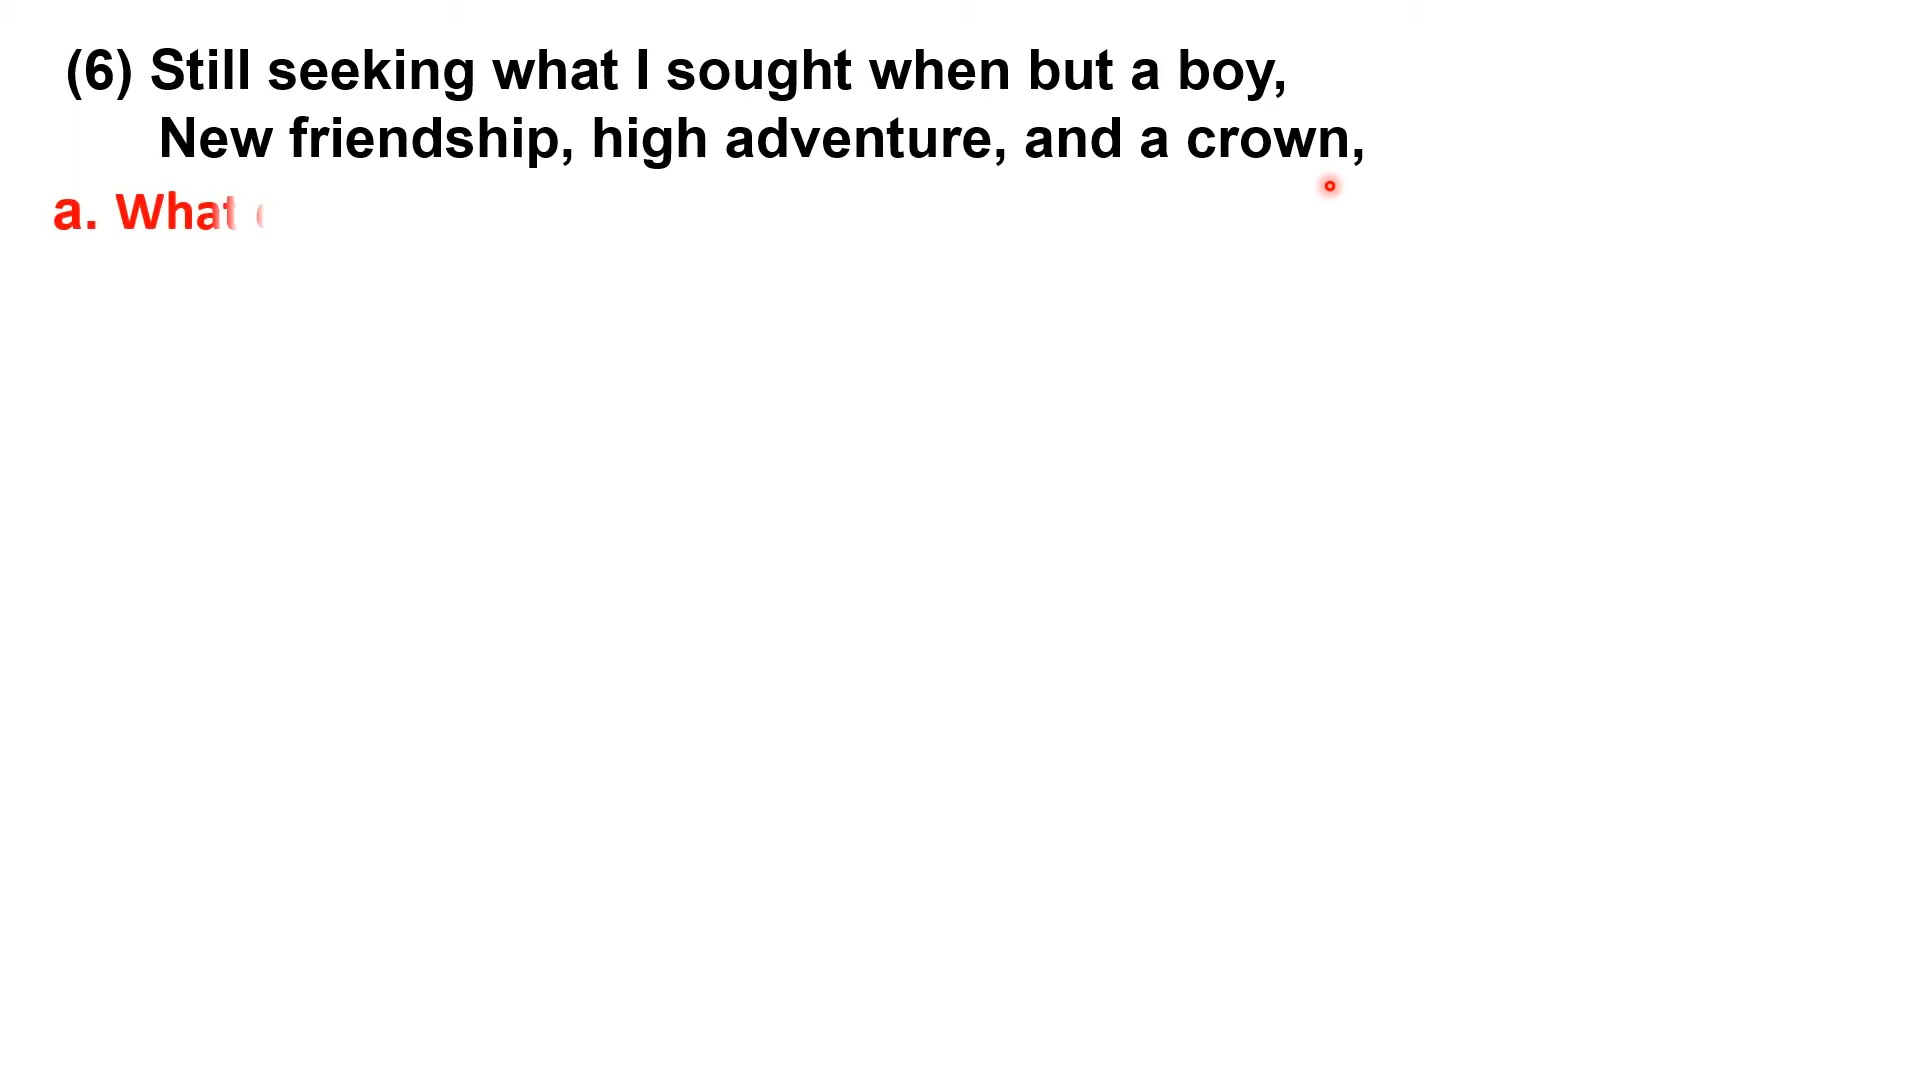 (6) Still seeking what I sought when but a boy,
New friendship, high adventure, and a crown,
a. What